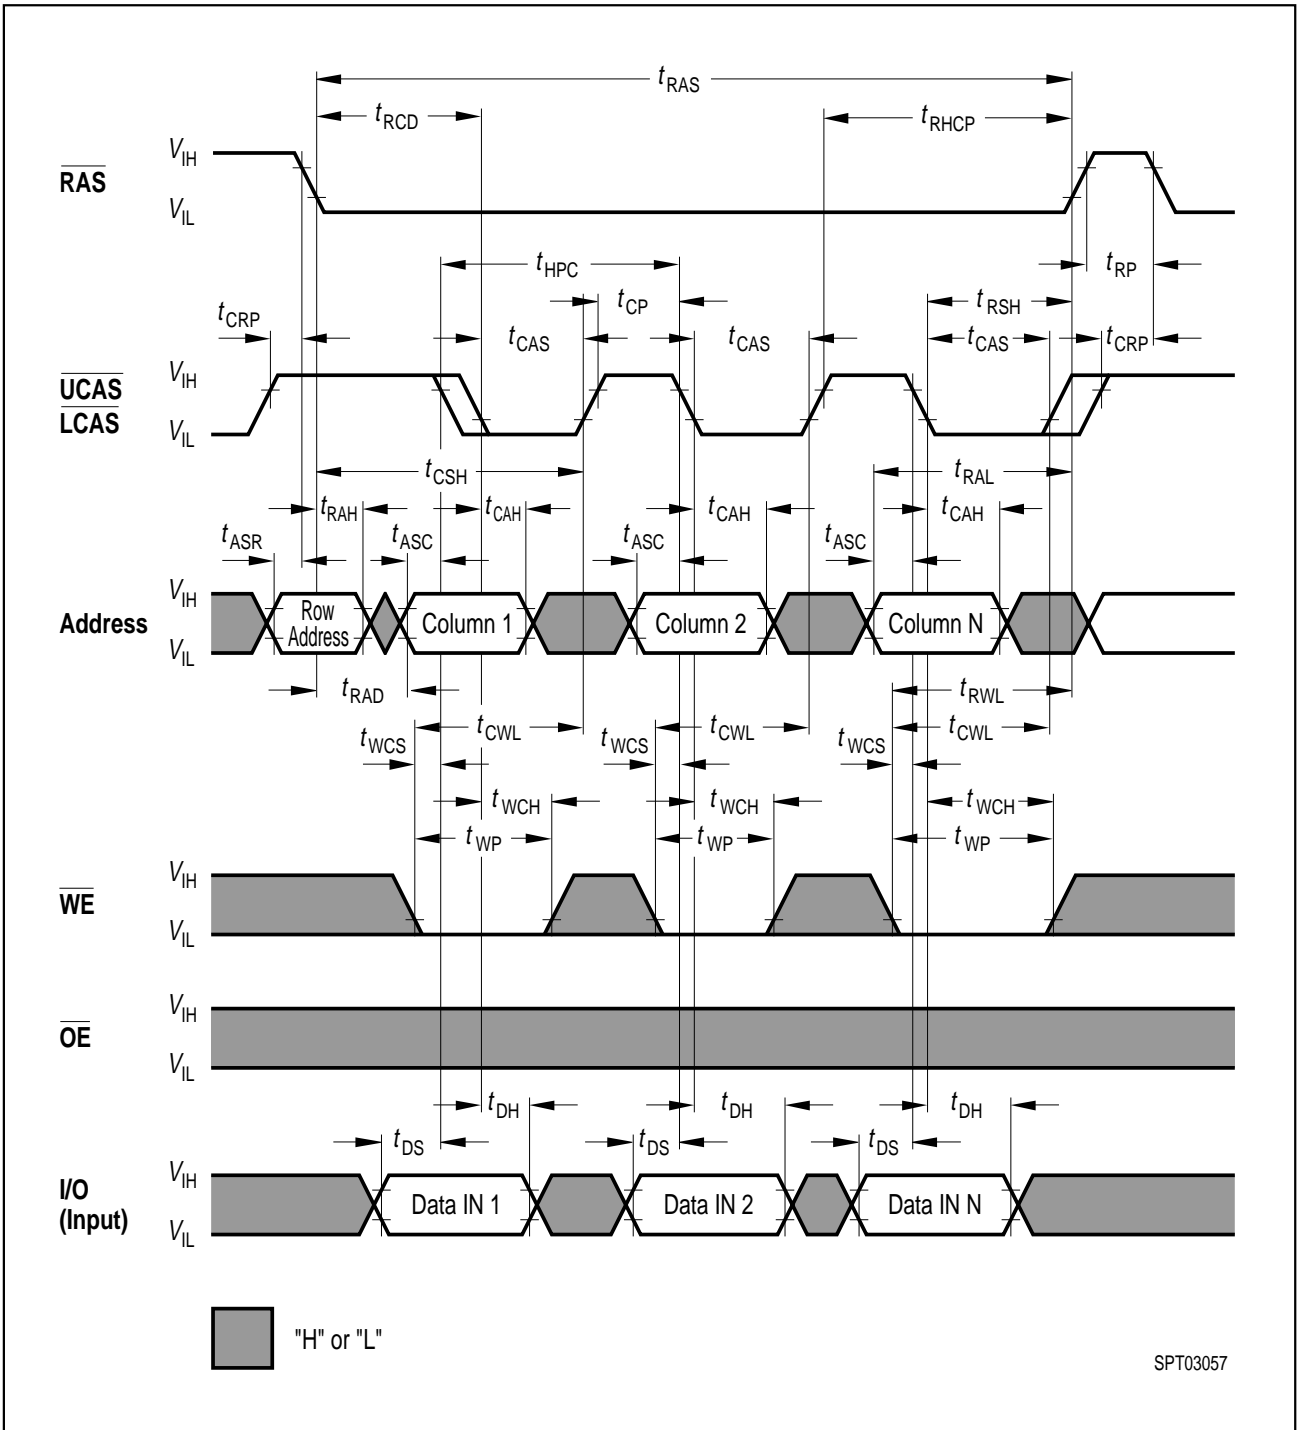 tRAS
tRCD
tRHCP
VIH
RAS
VIL
tHPC
tRP
tCP
tRSH
tCRP
tCAS
tCAS
tCAS
tCRP
VIH
UCAS
LCAS
VIL
tCSH
tRAL
tRAH
tCAH
tCAH
tCAH
tASR
tASC
tASC
tASC
VIH
Address
Row
Address
Column 1
Column 2
Column N
VIL
tRAD
tRWL
tCWL
tCWL
tCWL
tWCS
tWCS
tWCS
tWCH
tWCH
tWCH
tWP
tWP
tWP
VIH
WE
VIL
VIH
OE
VIL
tDH
tDH
tDH
tDS
tDS
tDS
VIH
I/O
(Input)
Data IN 1
Data IN 2
Data IN N
VIL
"H" or "L"
SPT03057